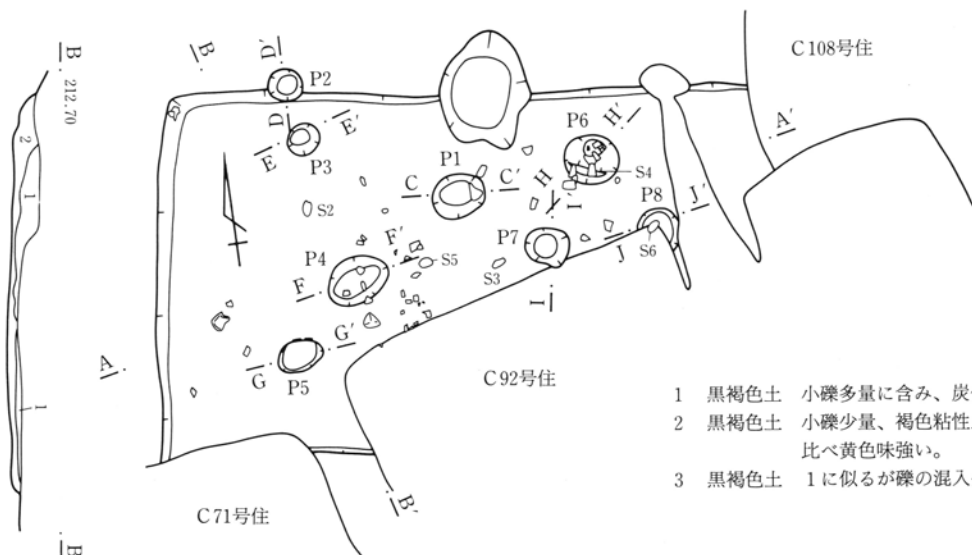 B
212.70
2
1
1
B
B
D'
D
P2
E
E'
P3
C108号住
A'
P6
H'
H
S4
P1
C
C'
S2
I'
P8
J'
J
S6
P7
I
F'
P4
S5
S3
F
G'
G
P5
A
C92号住
B'
C71号住
1 黒褐色土 小礫多量に含み、炭
2 黒褐色土 小礫少量、褐色粘性
比べ黄色味強い。
3 黒褐色土 1に似るが礫の混入